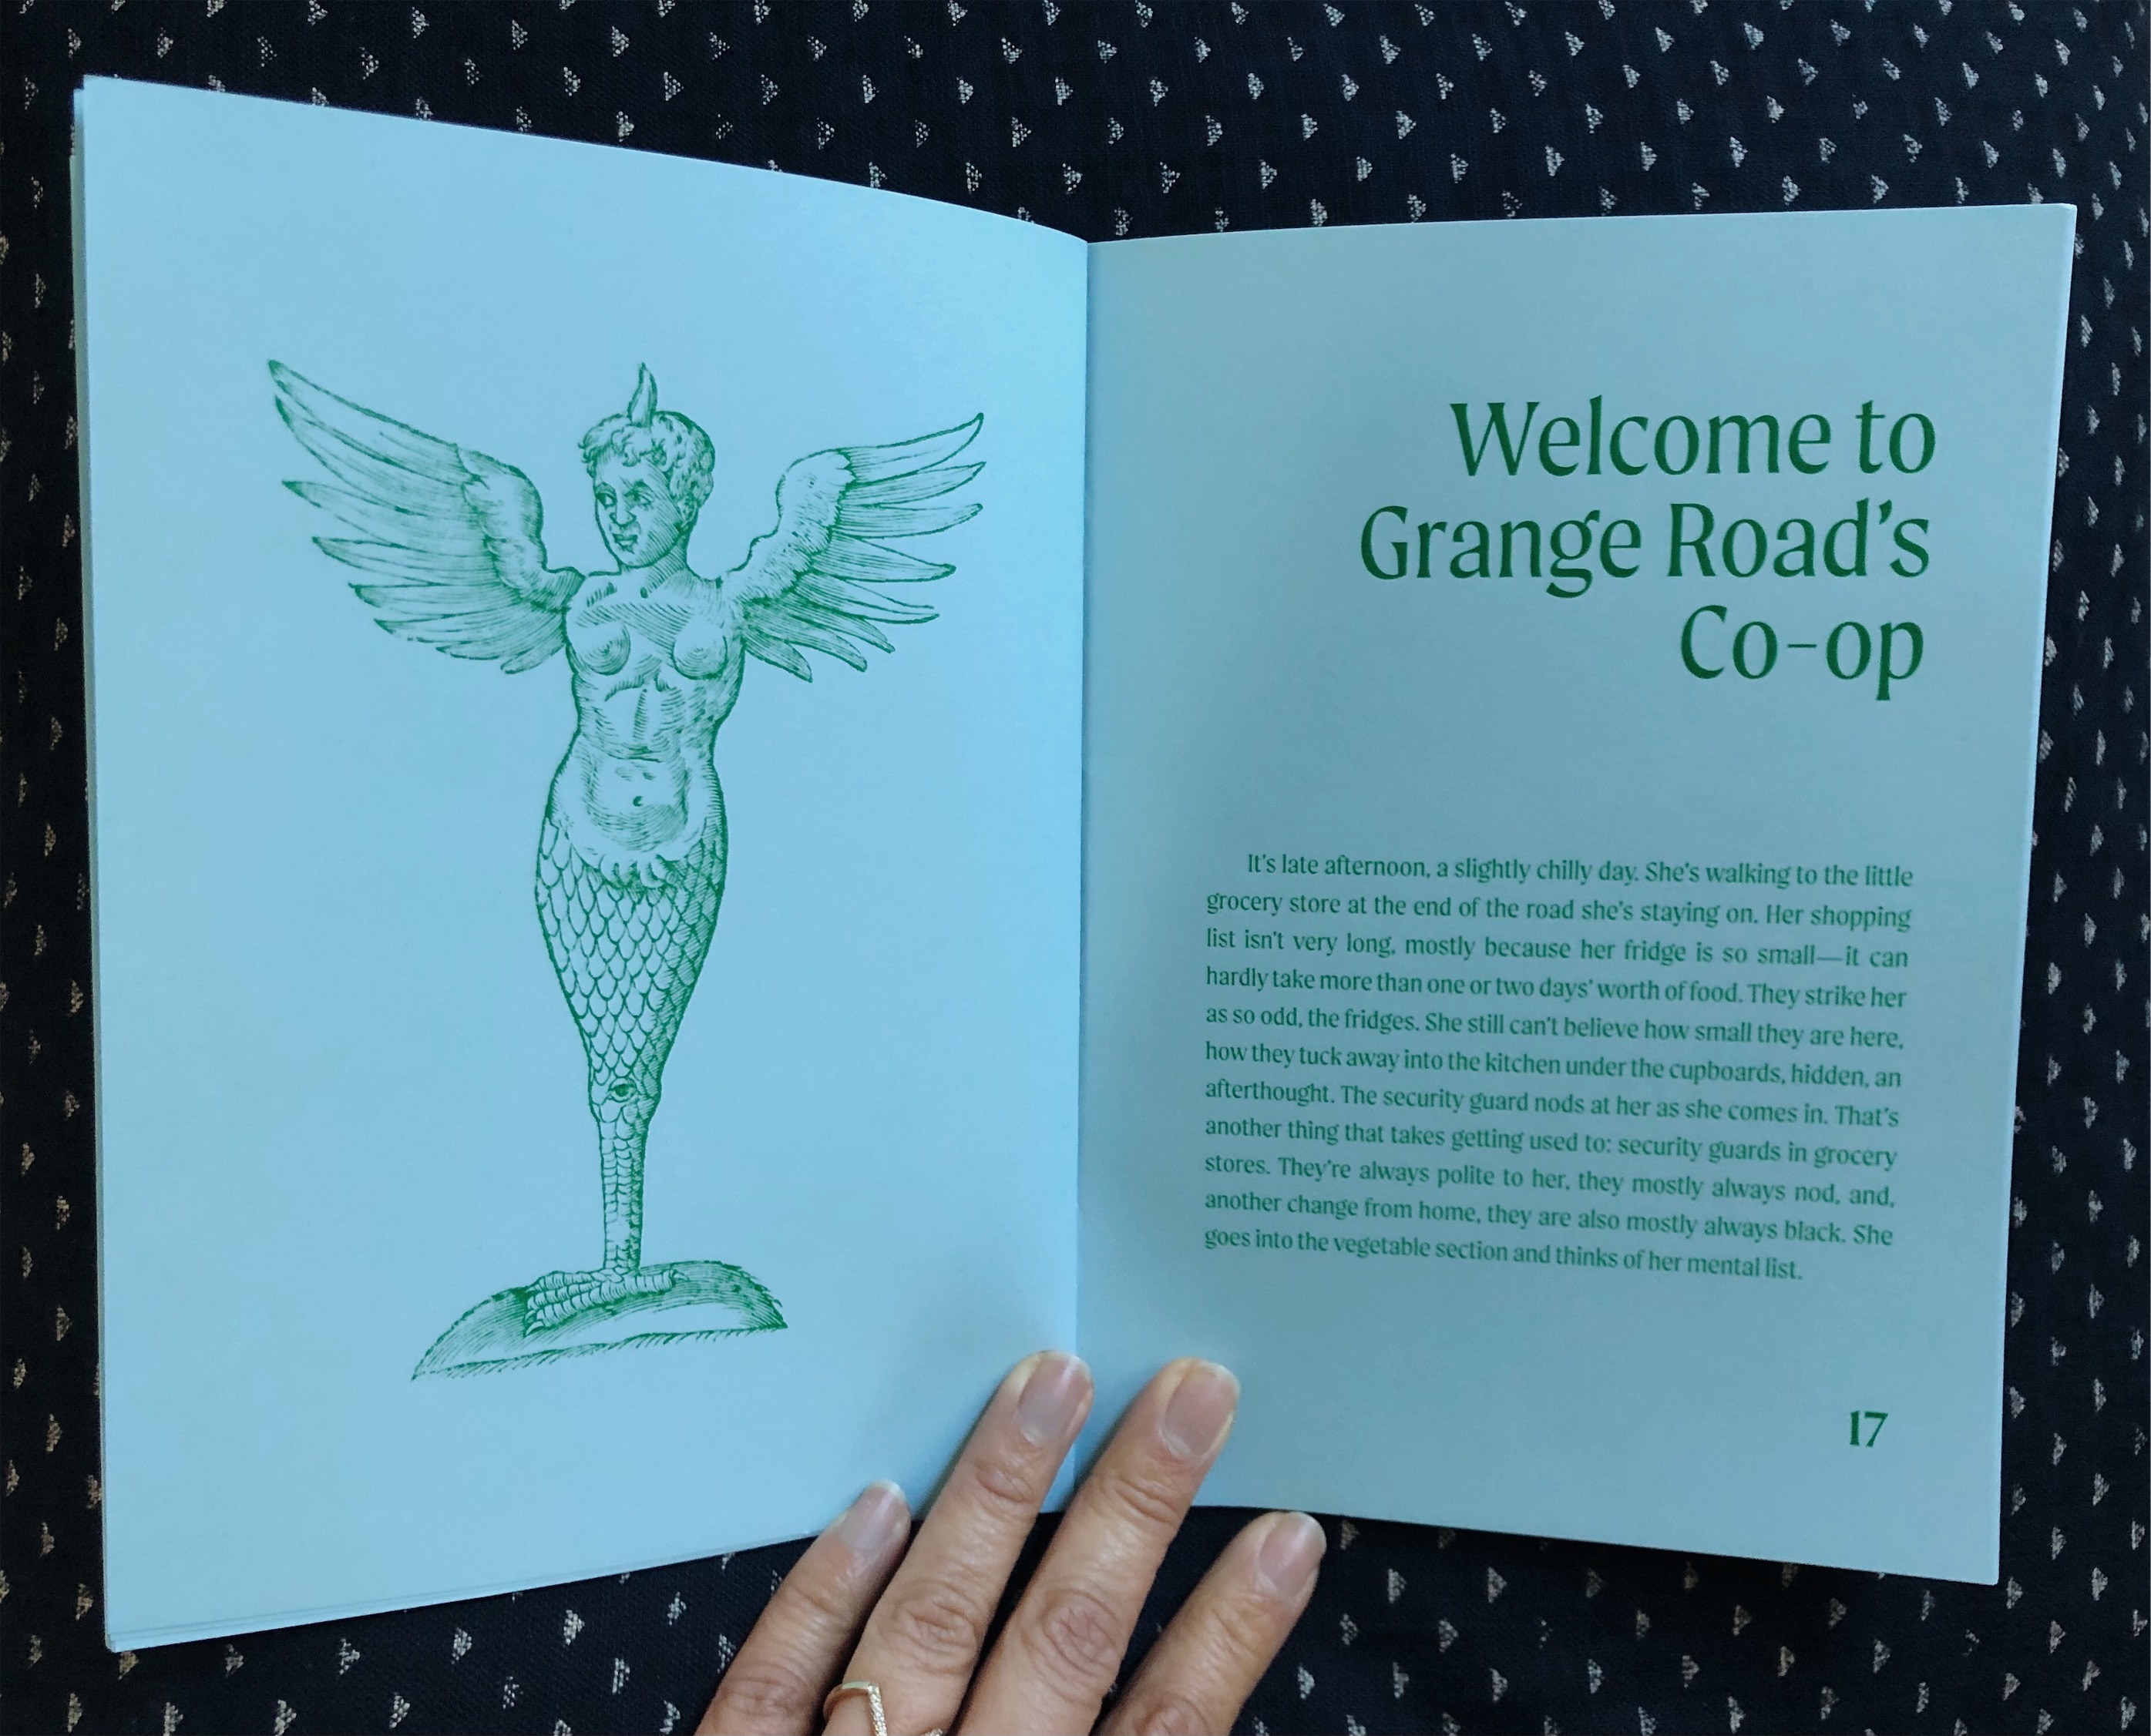 Welcome to
Grange Road’s
Co-op
It’s late afternoon, a slightly chilly day. She’s walking to the little
grocery store at the end of the road she’s staying on. Her shopping
list isn’t very long, mostly because her fridge is so small—it can
hardly take more than one or two days’ worth of food. They strike her
as so odd, the fridges. She still can’t believe how small they are here,
how they tuck away into the kitchen under the cupboards, hidden, an
afterthought. The security guard nods at her as she comes in. That’s
another thing that takes getting used to: security guards in grocery
stores. They’re always polite to her, they mostly always nod, and,
another change from home, they are also mostly always black. She
goes into the vegetable section and thinks of her mental list.
17